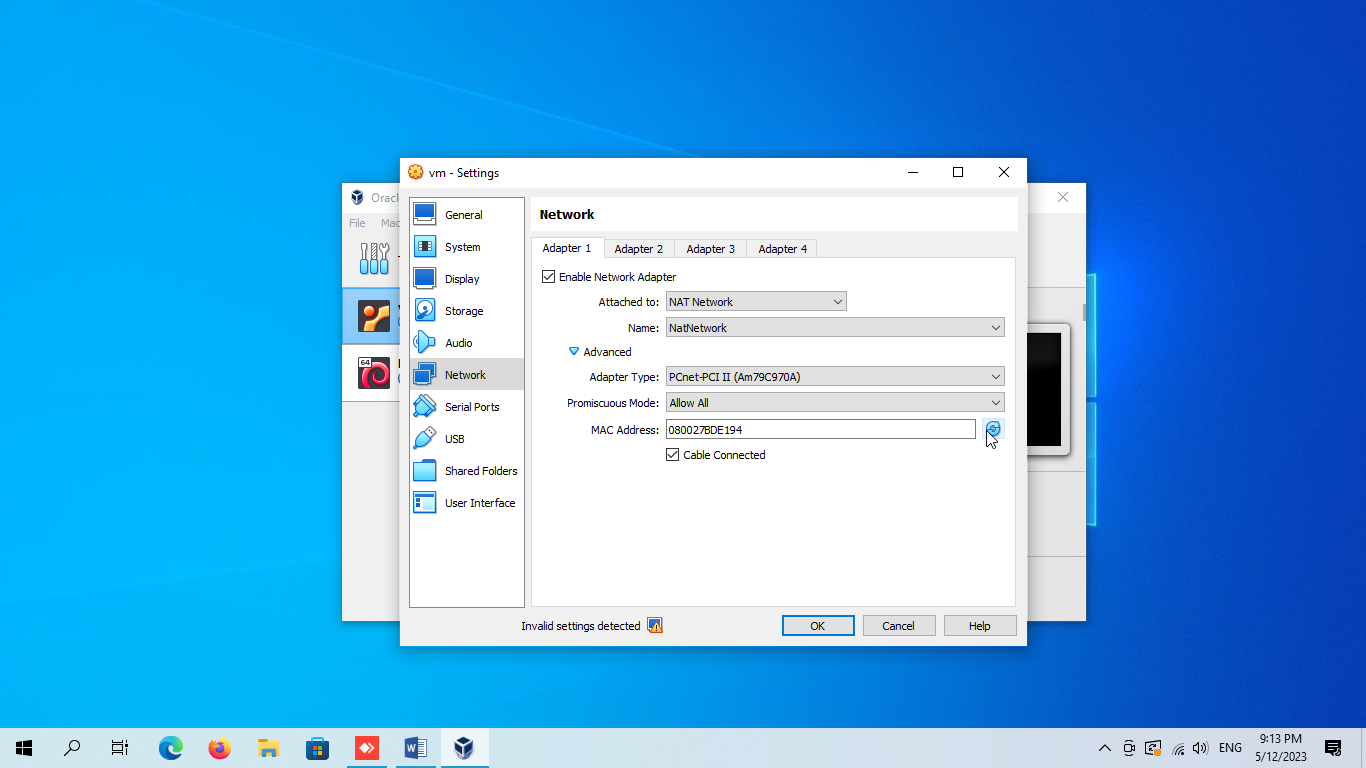 vm - Settings
Orac
File
Mac
General
System
Display
Storage
Audio
Network
Serial Ports
USB
Shared Folders
User Interface
Network
Adapter 1
Adapter 2
Adapter 3
Adapter 4
Enable Network Adapter
Attached to: NAT Network
Name: NatNetwork
Advanced
Adapter Type: PCnet-PCI II (Am79C970A)
Promiscuous Mode: Allow All
MAC Address: 080027BDE194
Cable Connected
Invalid settings detected
OK
Cancel
Help
64
W
ENG
9:13 PM
5/12/2023